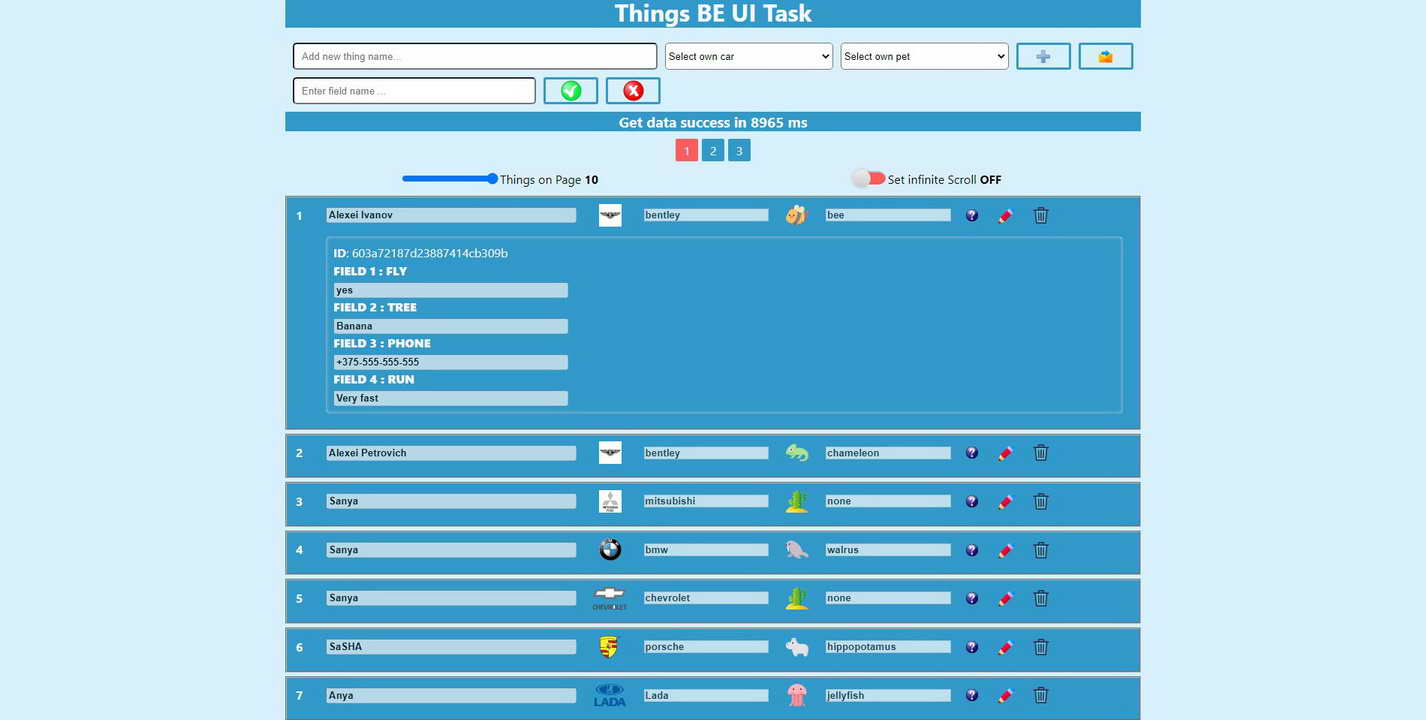 Things BE UI Task
Add new thing name... Select own car Select own pet
Enter field name ...
Get data success in 8965 ms
1 2 3
Things on Page 10 Set infinite Scroll OFF
1 Alexei Ivanov bentley bee
ID: 603a72187d23887414cb309b
FIELD 1 : FLY
yes
FIELD 2 : TREE
Banana
FIELD 3 : PHONE
+375-555-555-555
FIELD 4 : RUN
Very fast
2 Alexei Petrovich bentley chameleon
3 Sanya mitsubishi none
4 Sanya bmw walrus
5 Sanya CHEVROLET chevrolet none
6 SaSHA porsche hippopotamus
7 Anya LADA Lada jellyfish